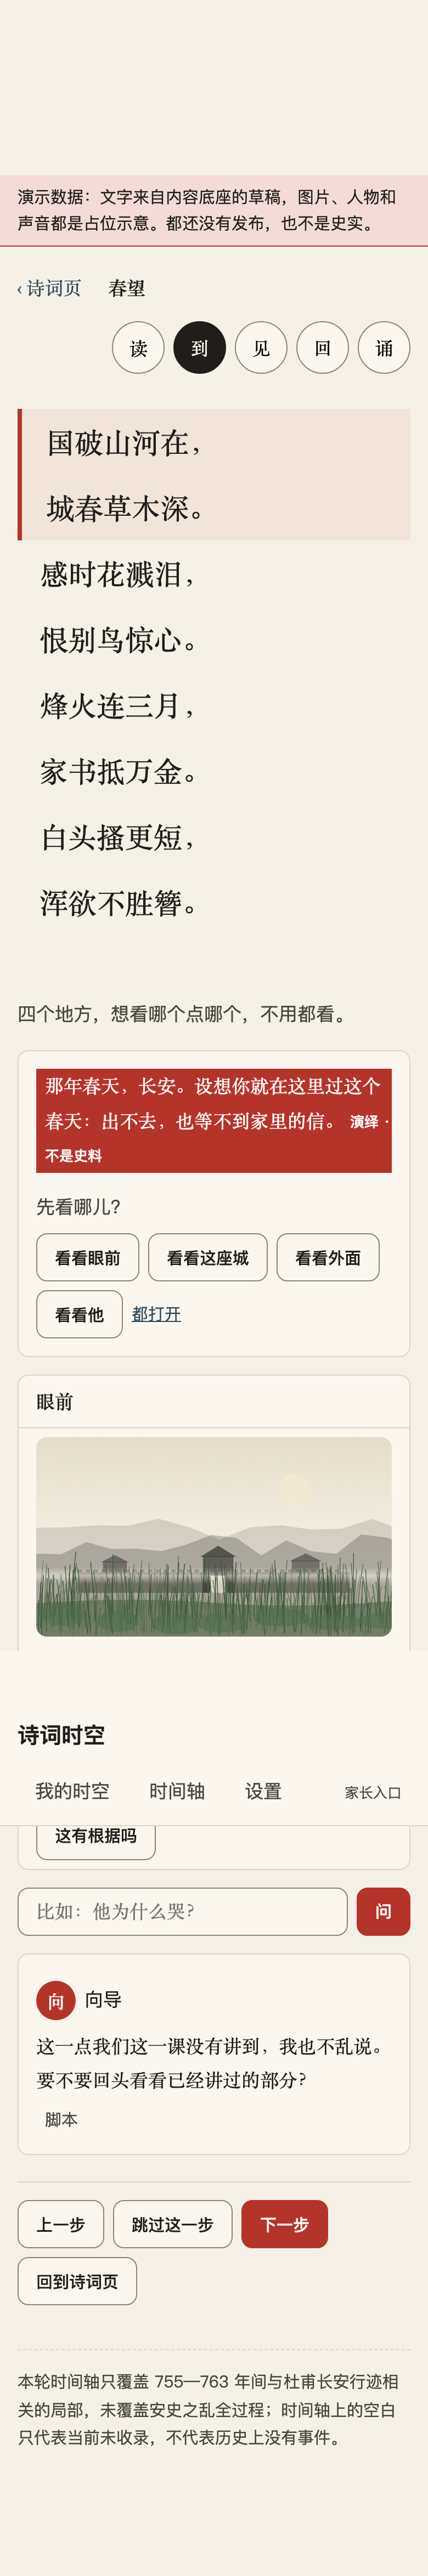 演示数据：文字来自内容底座的草稿，图片、人物和
声音都是占位示意。都还没有发布，也不是史实。
‹ 诗词页 春望
读 到 见 回 诵
国破山河在，
城春草木深。
感时花溅泪，
恨别鸟惊心。
烽火连三月，
家书抵万金。
白头搔更短，
浑欲不胜簪。
四个地方，想看哪个点哪个，不用都看。
那年春天，长安。设想你就在这里过这个
春天：出不去，也等不到家里的信。 演绎 ·
不是史料
先看哪儿？
看看眼前 看看这座城 看看外面
看看他 都打开
眼前
诗词时空
我的时空 时间轴 设置 家长入口
这有根据吗
比如：他为什么哭？ 问
向 向导
这一点我们这一课没有讲到，我也不乱说。
要不要回头看看已经讲过的部分？
脚本
上一步 跳过这一步 下一步
回到诗词页
本轮时间轴只覆盖 755—763 年间与杜甫长安行迹相
关的局部，未覆盖安史之乱全过程；时间轴上的空白
只代表当前未收录，不代表历史上没有事件。